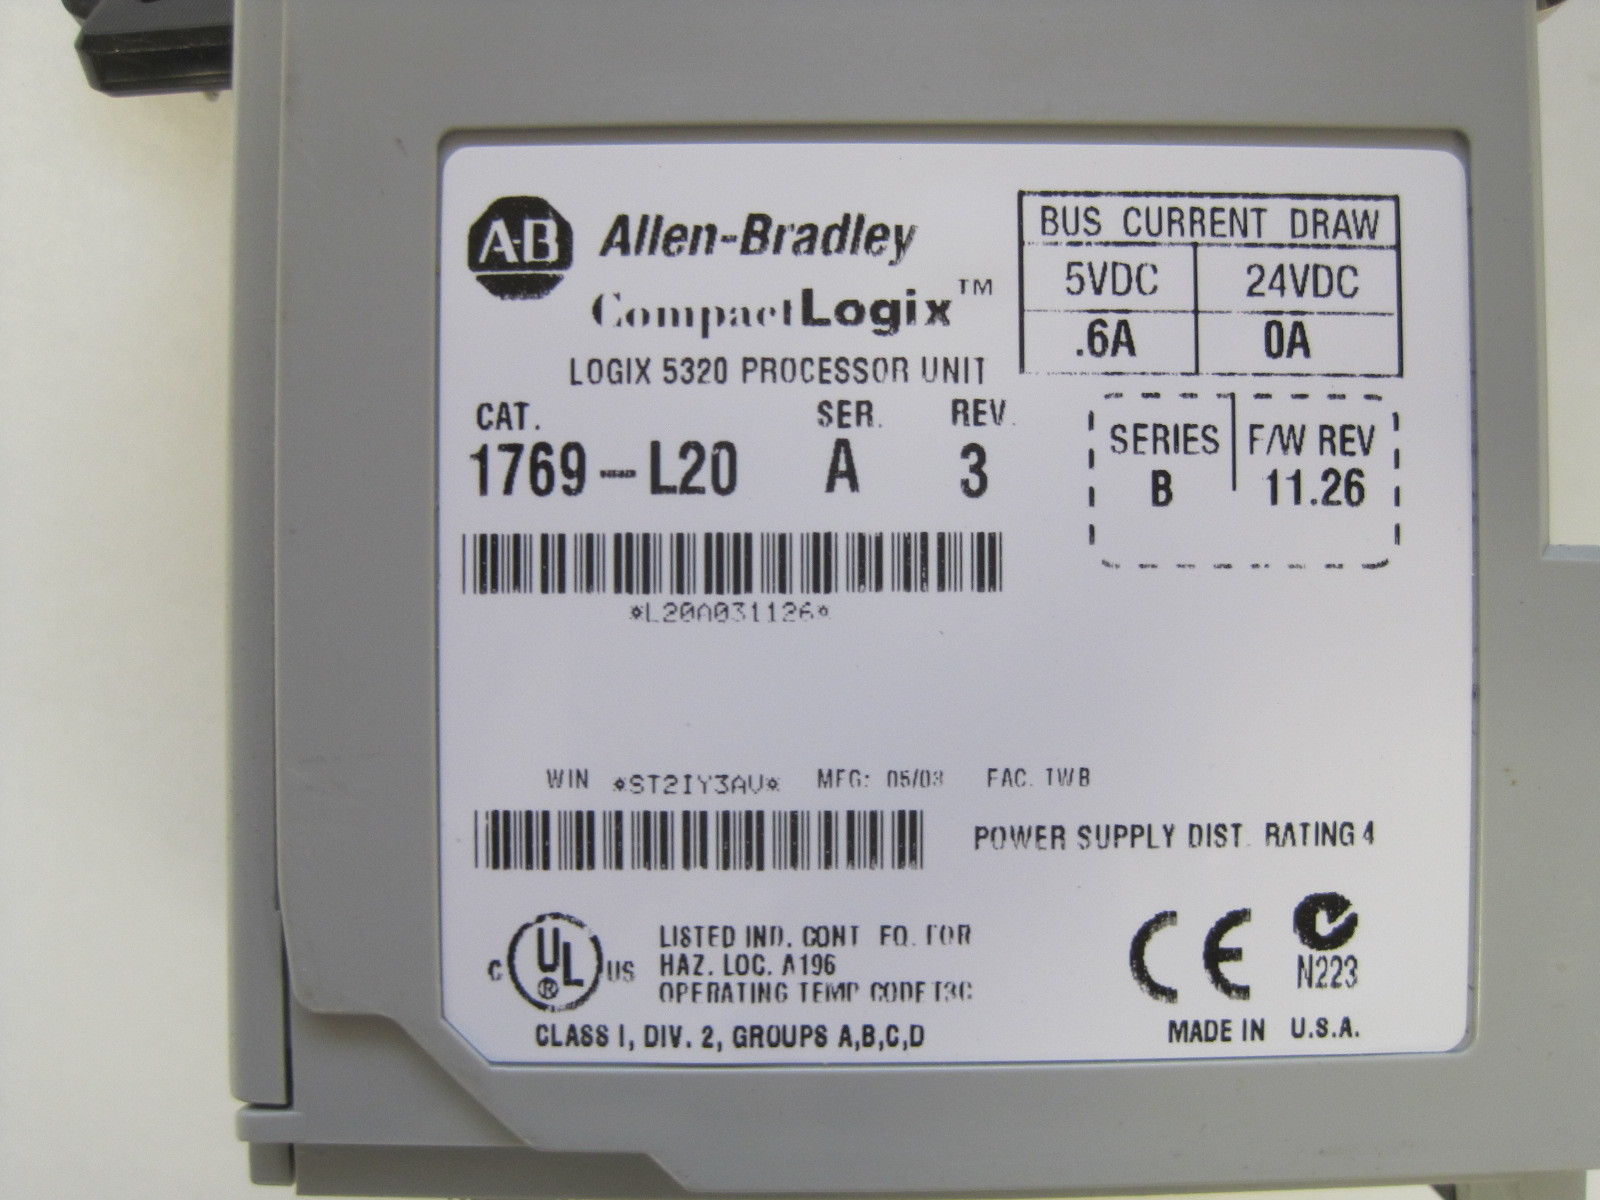 A-B Allen-Bradley
CompactLogix™
LOGIX 5320 PROCESSOR UNIT
BUS CURRENT DRAW
5VDC 24VDC
.6A 0A
CAT. SER. REV.
1769-L20 A 3
SERIES F/W REV
B 11.26
*L20A031126*
WIN *ST2IY3AV* MFG: 05/03 FAC. 1WB
POWER SUPPLY DIST. RATING 4
C UL ® US
LISTED IND. CONT EQ. FOR
HAZ. LOC. A196
OPERATING TEMP CODE T3C
CLASS I, DIV. 2, GROUPS A,B,C,D
CE
N223
MADE IN U.S.A.